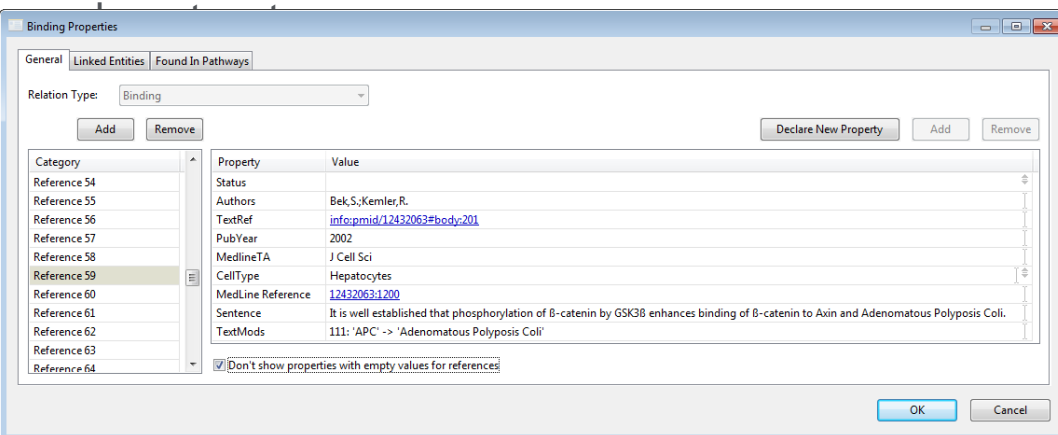 Binding Properties
General Linked Entities Found In Pathways
Relation Type: Binding
Add Remove Declare New Property Add Remove
Category Property Value
Reference 54 Status
Reference 55 Authors Bek,S.;Kemler,R.
Reference 56 TextRef info:pmid/12432063#body:201
Reference 57 PubYear 2002
Reference 58 MedlineTA J Cell Sci
Reference 59 CellType Hepatocytes
Reference 60 MedLine Reference 12432063:1200
Reference 61 Sentence It is well established that phosphorylation of ß-catenin by GSK3ß enhances binding of ß-catenin to Axin and Adenomatous Polyposis Coli.
Reference 62 TextMods 111: 'APC' -> 'Adenomatous Polyposis Coli'
Reference 63
Reference 64
Don't show properties with empty values for references
OK Cancel